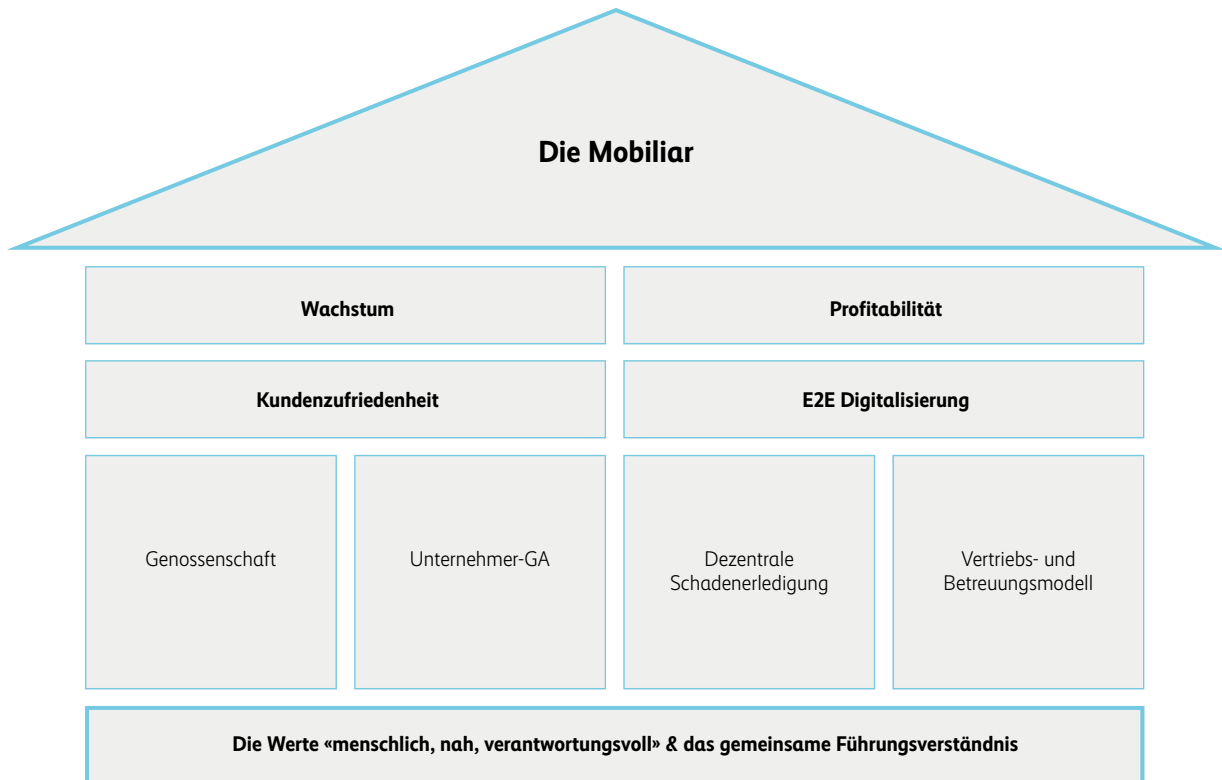 Die Mobiliar
Wachstum
Profitabilität
Kundenzufriedenheit
E2E Digitalisierung
Genossenschaft
Unternehmer-GA
Dezentrale
Schadenerledigung
Vertriebs- und
Betreuungsmodell
Die Werte «menschlich, nah, verantwortungsvoll» & das gemeinsame Führungsverständnis